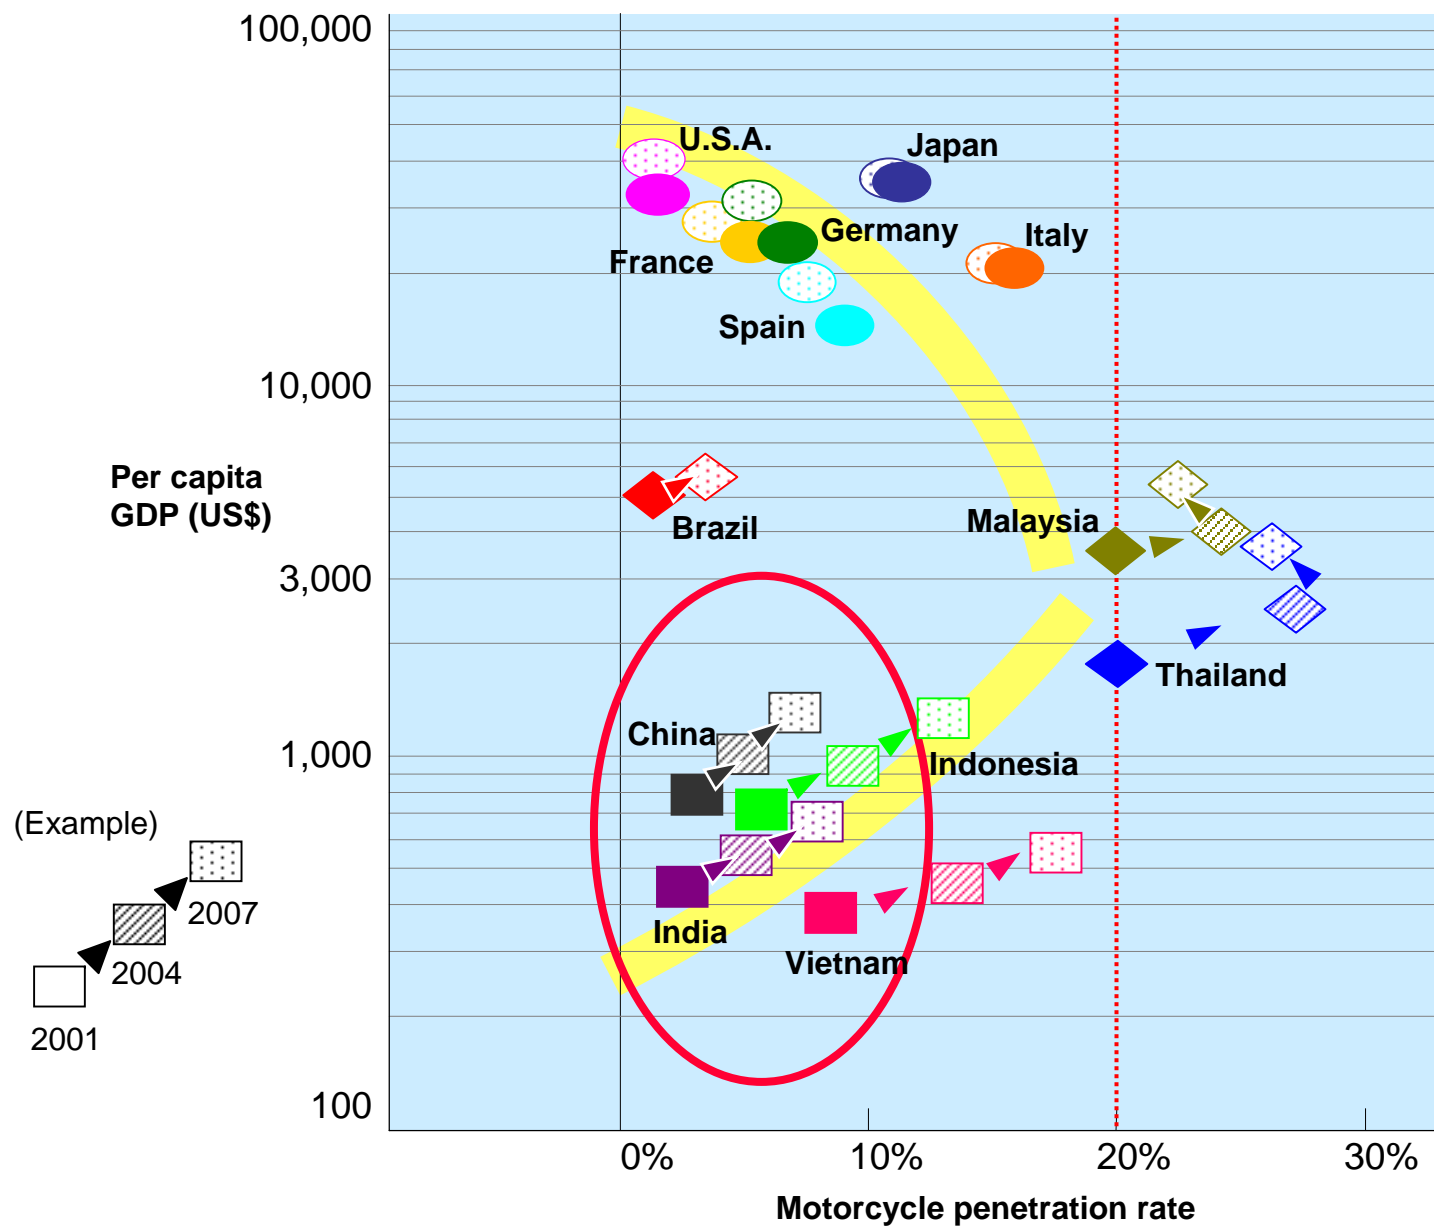 100,000
U.S.A.
Japan
Germany
Italy
France
Spain
10,000
Per capita
GDP (US$)
Brazil
Malaysia
3,000
Thailand
China
1,000
Indonesia
(Example)
2007
India
2004
Vietnam
2001
100
0%
10%
20%
30%
Motorcycle penetration rate